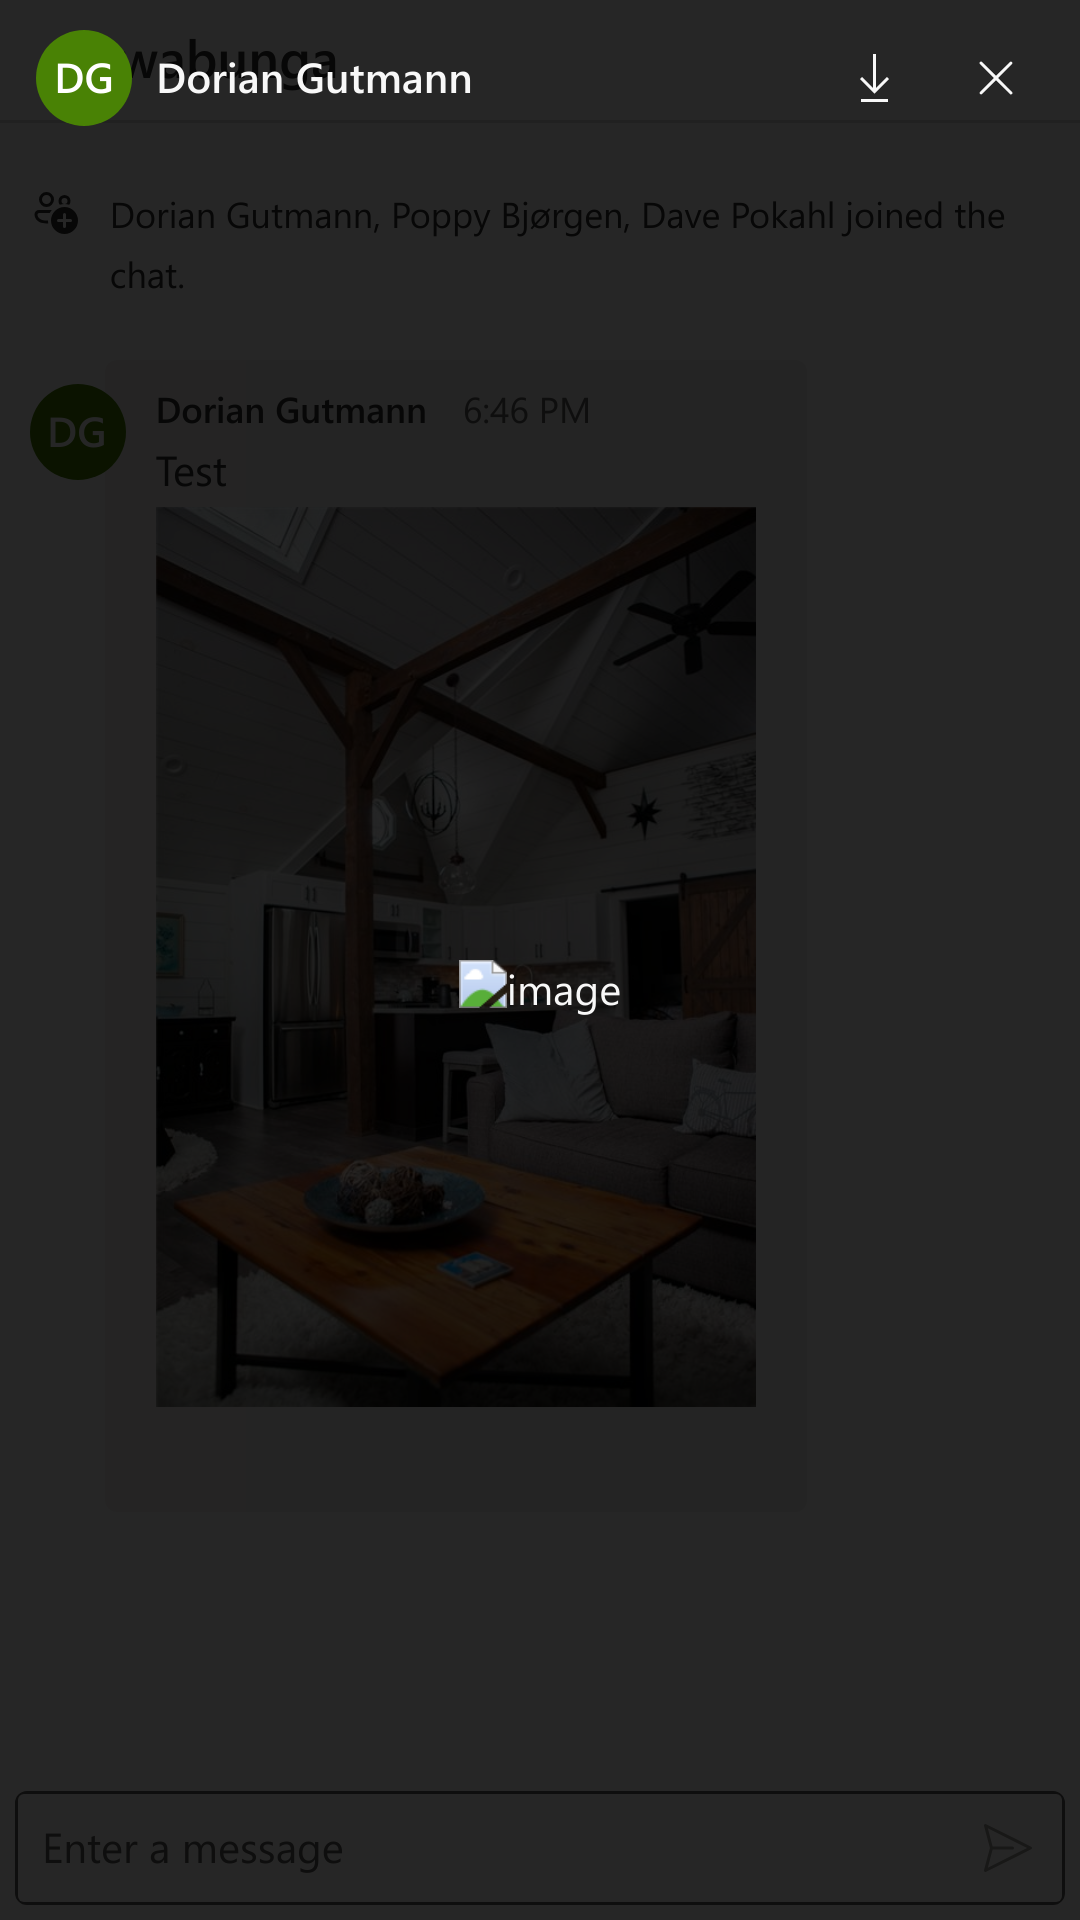 wabunga
DG Dorian Gutmann
Dorian Gutmann, Poppy Bjørgen, Dave Pokahl joined the
chat.
DG
Dorian Gutmann 6:46 PM
Test
image
Enter a message